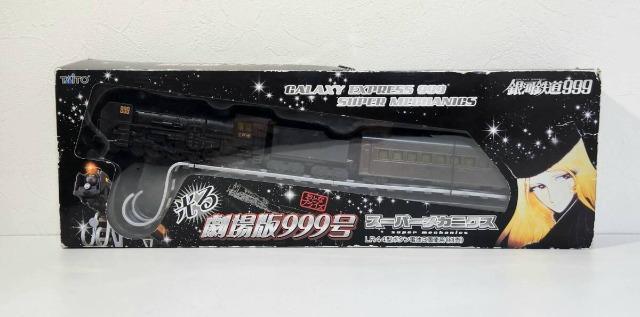 TAITO
GALAXY EXPRESS 999
SUPER MECHANICS
銀河鉄道999
999
光る
劇場版999号
スーパーメカニクス
super mechanics